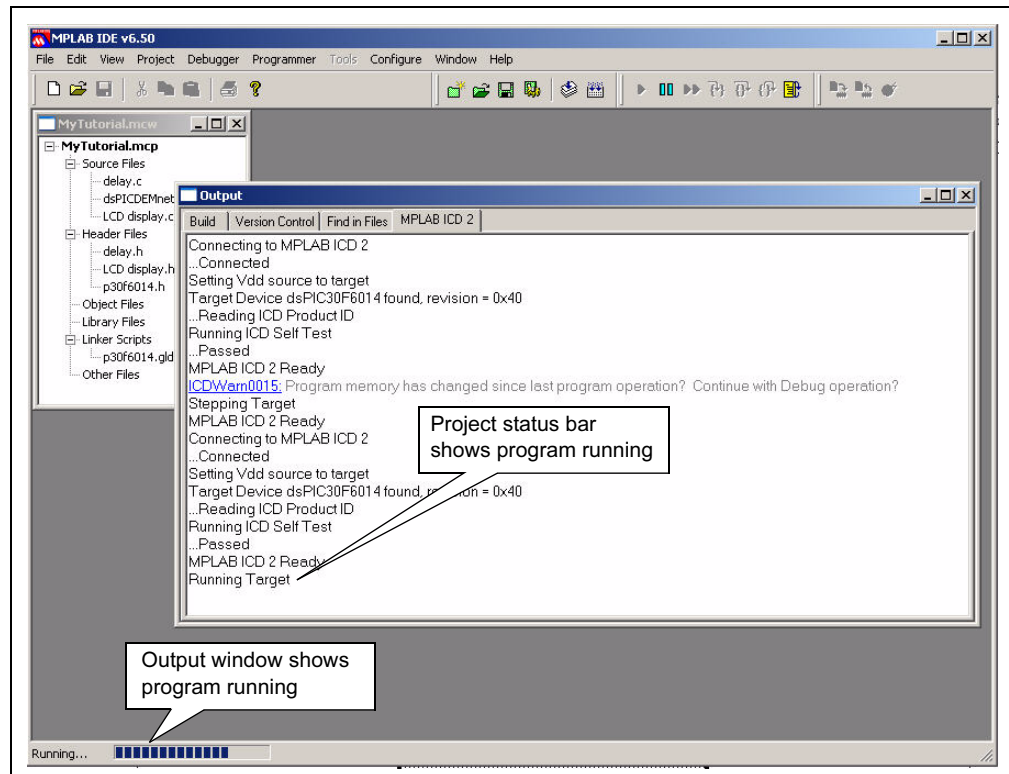 MPLAB IDE v6.50
File Edit View Project Debugger Programmer Tools Configure Window Help
MyTutorial.mcw
MyTutorial.mcp
Source Files
delay.c
dsPICDEMnet
LCD display.c
Header Files
delay.h
LCD display.h
p30f6014.h
Object Files
Library Files
Linker Scripts
p30f6014.gld
Other Files
Output
Build Version Control Find in Files MPLAB ICD 2
Connecting to MPLAB ICD 2
...Connected
Setting Vdd source to target
Target Device dsPIC30F6014 found, revision = 0x40
...Reading ICD Product ID
Running ICD Self Test
...Passed
MPLAB ICD 2 Ready
ICDWarn0015: Program memory has changed since last program operation? Continue with Debug operation?
Stepping Target
MPLAB ICD 2 Ready
Connecting to MPLAB ICD 2
...Connected
Setting Vdd source to target
Target Device dsPIC30F6014 found, revision = 0x40
...Reading ICD Product ID
Running ICD Self Test
...Passed
MPLAB ICD 2 Ready
Running Target
Project status bar
shows program running
Output window shows
program running
Running...